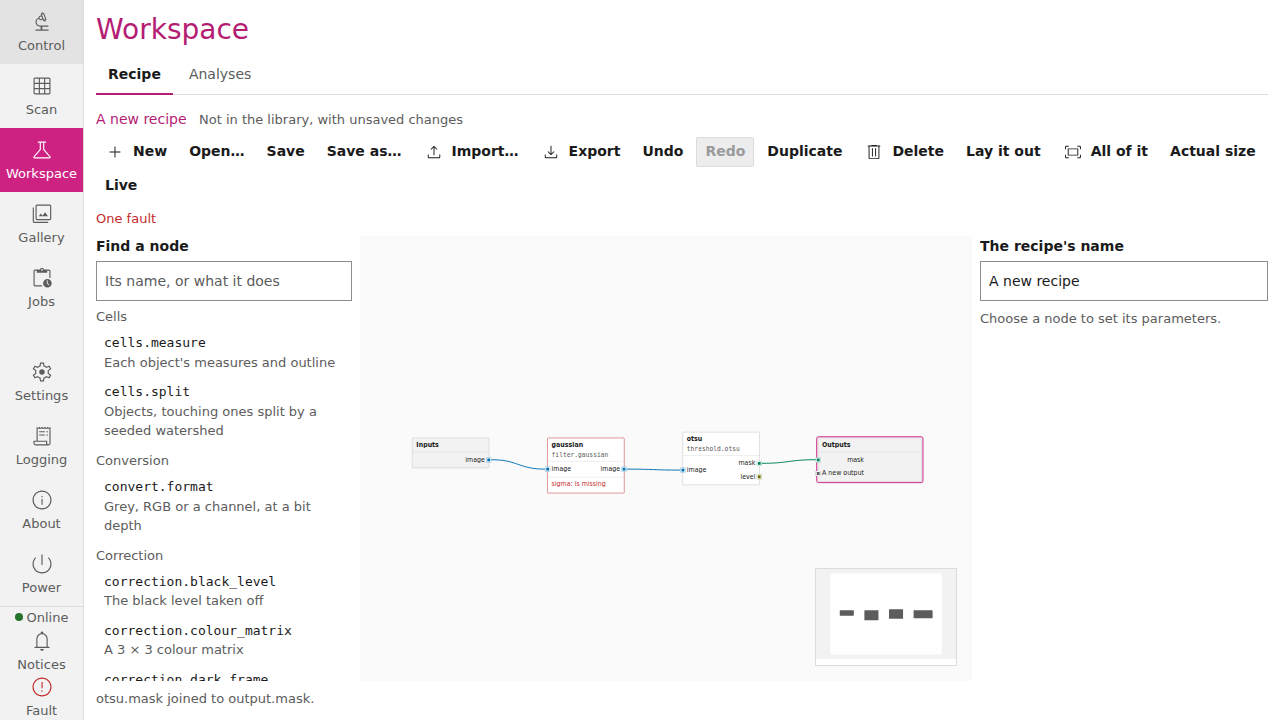 Control
Scan
Workspace
Gallery
Jobs
Settings
Logging
About
Power
Online
Notices
Fault
Workspace
Recipe
Analyses
A new recipe
Not in the library, with unsaved changes
New
Open…
Save
Save as…
Import…
Export
Undo
Redo
Duplicate
Delete
Lay it out
All of it
Actual size
Live
One fault
Find a node
Its name, or what it does
Cells
cells.measure
Each object's measures and outline
cells.split
Objects, touching ones split by a
seeded watershed
Conversion
convert.format
Grey, RGB or a channel, at a bit
depth
Correction
correction.black_level
The black level taken off
correction.colour_matrix
A 3 × 3 colour matrix
correction.dark_frame
otsu.mask joined to output.mask.
Inputs
image
gaussian
filter.gaussian
image
image
sigma: is missing
otsu
threshold.otsu
mask
image
level
Outputs
mask
A new output
The recipe's name
A new recipe
Choose a node to set its parameters.